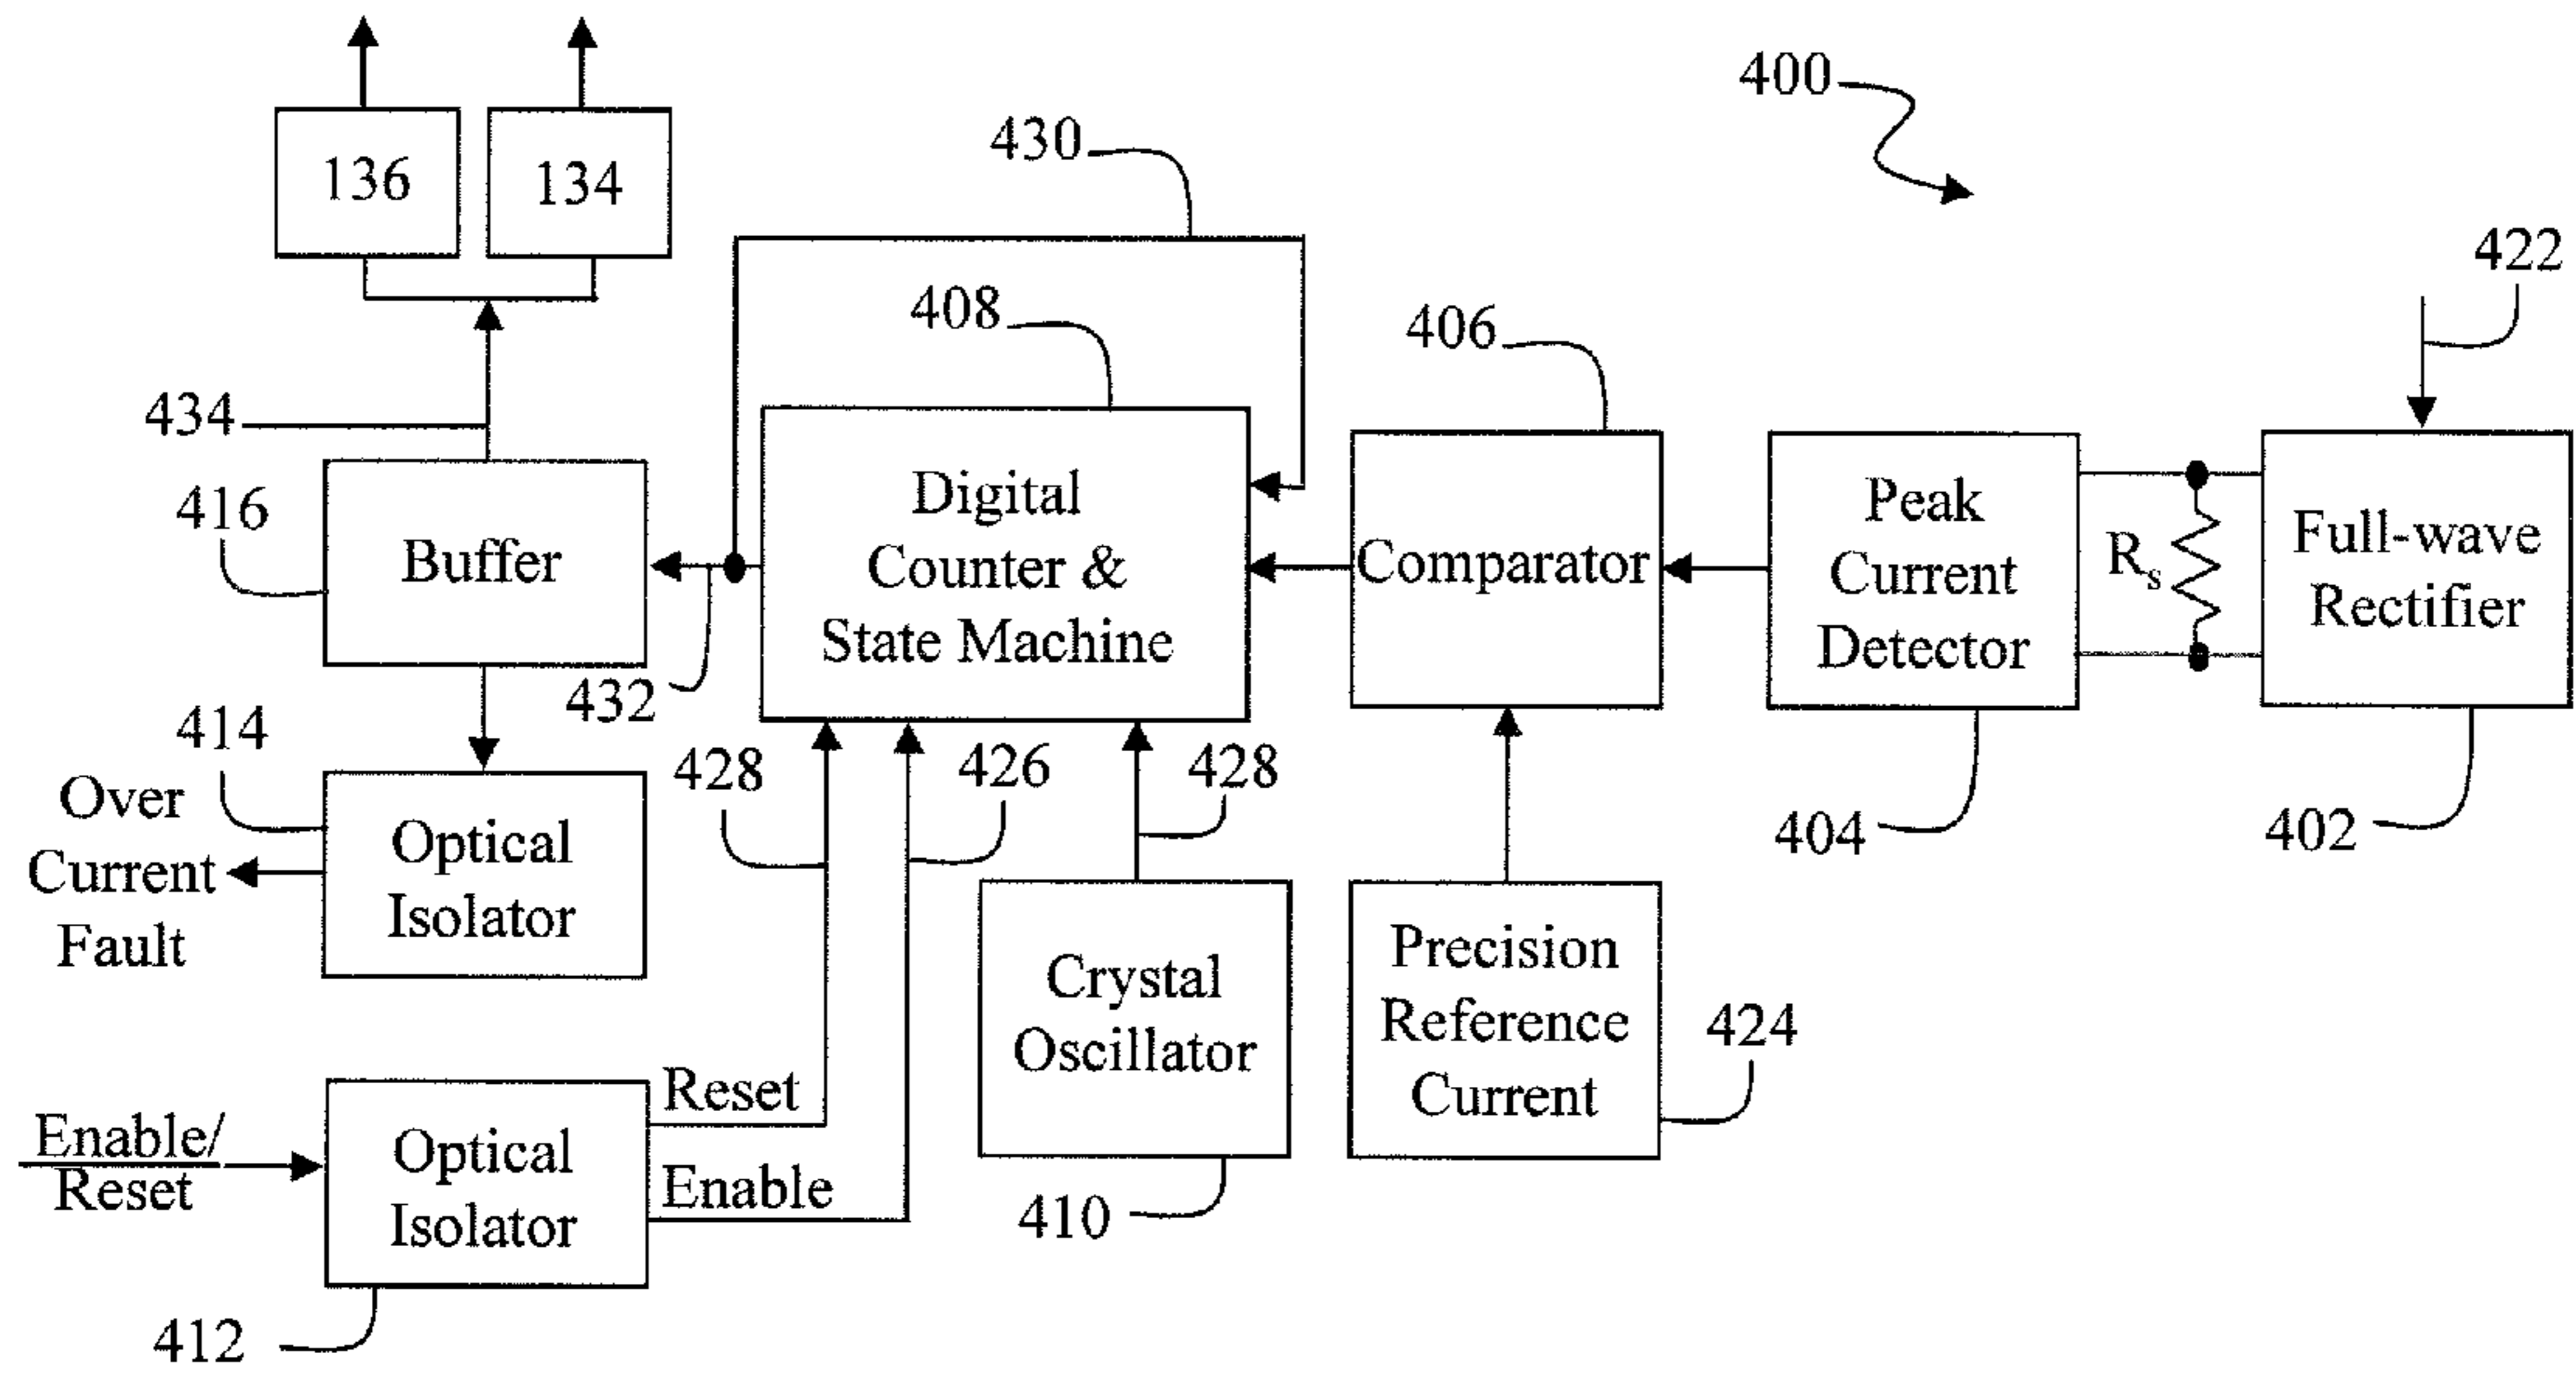 400
136
134
430
422
408
406
434
416
Buffer
432
Digital
Counter &
State Machine
Comparator
Peak
Current
Detector
Rs
Full-wave
Rectifier
414
Over
Current
Fault
Optical
Isolator
428
426
428
404
402
Crystal
Oscillator
410
Precision
Reference
Current
424
Enable/
Reset
Optical
Isolator
Reset
Enable
412